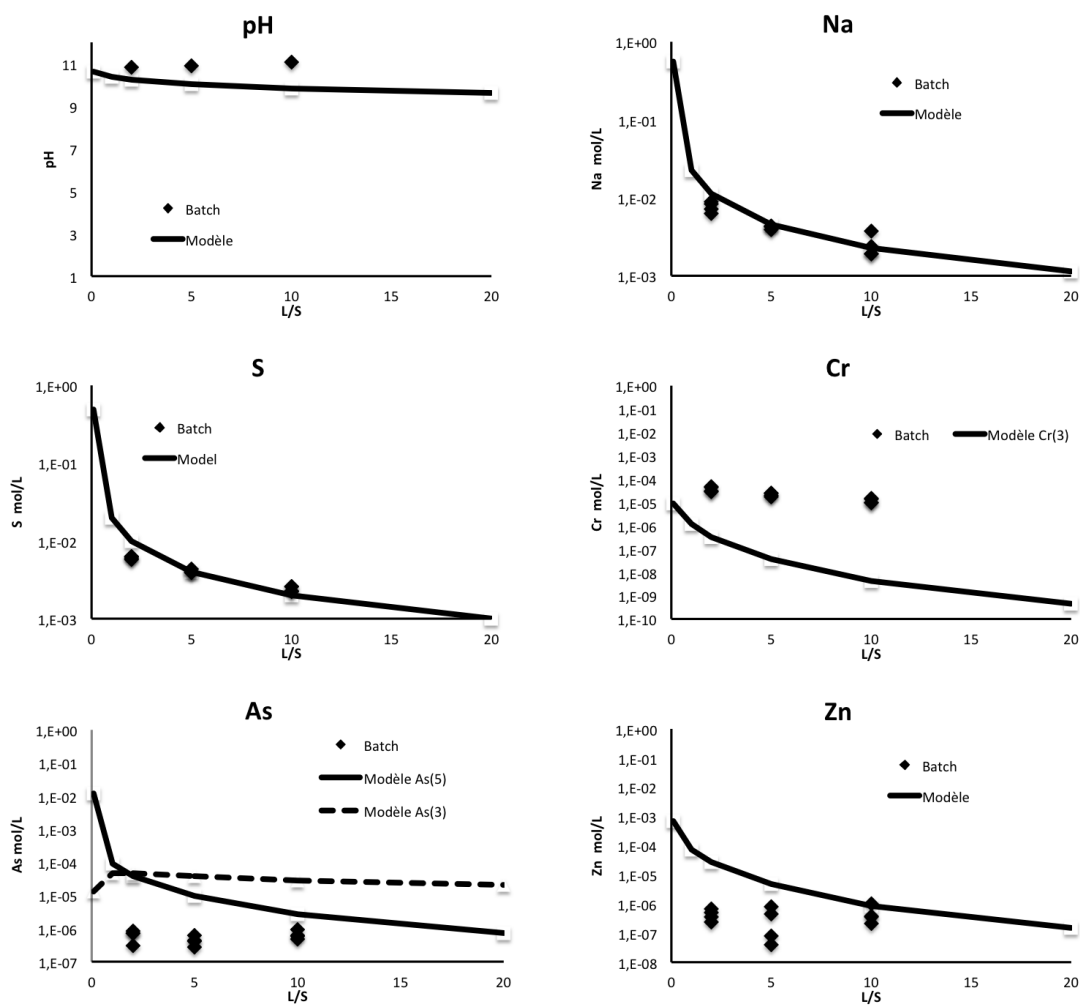 pH
11
9
7
5
3
1
pH
Batch
Modèle
0 5 10 15 20
L/S
Na
1,E+00
1,E-01
1,E-02
1,E-03
Na mol/L
Batch
Modèle
0 5 10 15 20
L/S
S
1,E+00
1,E-01
1,E-02
1,E-03
S mol/L
Batch
Model
0 5 10 15 20
L/S
Cr
1,E+00
1,E-01
1,E-02
1,E-03
1,E-04
1,E-05
1,E-06
1,E-07
1,E-08
1,E-09
1,E-10
Cr mol/L
Batch Modèle Cr(3)
0 5 10 15 20
L/S
As
1,E+00
1,E-01
1,E-02
1,E-03
1,E-04
1,E-05
1,E-06
1,E-07
As mol/L
Batch
Modèle As(5)
Modèle As(3)
0 5 10 15 20
L/S
Zn
1,E+00
1,E-01
1,E-02
1,E-03
1,E-04
1,E-05
1,E-06
1,E-07
1,E-08
Zn mol/L
Batch
Modèle
0 5 10 15 20
L/S